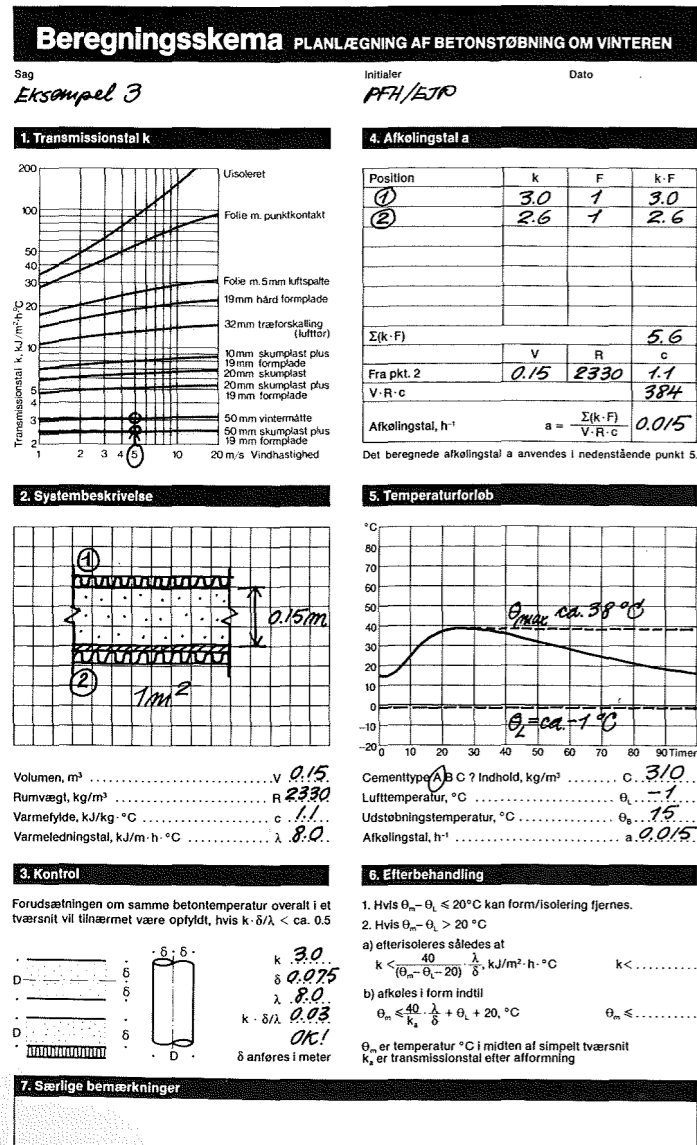 Beregningsskema PLANLÆGNING AF BETONSTØBNING OM VINTEREN
Sag
Eksempel 3
Initialer
PFH/EJP
Dato
1. Transmissionstal k
Transmissionstal k, kJ/m²·h·°C
200
100
50
40
30
20
10
5
4
3
2
1 2 3 4 5 10 20 m/s Vindhastighed
Uisoleret
Folie m. punktkontakt
Folie m. 5 mm luftspalte
19 mm hård formplade
32 mm træforskalling
(lufttør)
10 mm skumplast plus
19 mm formplade
20 mm skumplast
20 mm skumplast plus
19 mm formplade
50 mm vintermåtte
50 mm skumplast plus
19 mm formplade
2. Systembeskrivelse
1
0.15m
2
1m²
Volumen, m³ V 0.15
Rumvægt, kg/m³ R 2330
Varmefylde, kJ/kg·°C c 1.1
Varmeledningstal, kJ/m·h·°C λ 8.0
3. Kontrol
Forudsætningen om samme betontemperatur overalt i et
tværsnit vil tilnærmet være opfyldt, hvis k·δ/λ < ca. 0.5
D δ δ
D δ
δ δ
D
k 3.0
δ 0.075
λ 8.0
k·δ/λ 0.03
OK!
δ anføres i meter
4. Afkølingstal a
Position k F k·F
1 3.0 1 3.0
2 2.6 1 2.6
Σ(k·F) 5.6
V R c
Fra pkt. 2 0.15 2330 1.1
V·R·c 384
Afkølingstal, h⁻¹ a = Σ(k·F) / V·R·c 0.015
Det beregnede afkølingstal a anvendes i nedenstående punkt 5.
5. Temperaturforløb
°C
80
70
60
50
40
30
20
10
0
-10
-20
θmax ca. 38 °C
θL = ca. -1 °C
0 10 20 30 40 50 60 70 80 90 Timer
Cementtype A B C ? Indhold, kg/m³ C 310
Lufttemperatur, °C θL -1
Udstøbningstemperatur, °C θB 15
Afkølingstal, h⁻¹ a 0.015
6. Efterbehandling
1. Hvis θm – θL ≤ 20°C kan form/isolering fjernes.
2. Hvis θm – θL > 20 °C
a) efterisoleres således at
k < 40 / (θm – θL – 20) · λ/δ, kJ/m²·h·°C k<
b) afkøles i form indtil
θm ≤ 40/ka · λ/δ + θL + 20, °C θm ≤
θm er temperatur °C i midten af simpelt tværsnit
ka er transmissionstal efter afformning
7. Særlige bemærkninger